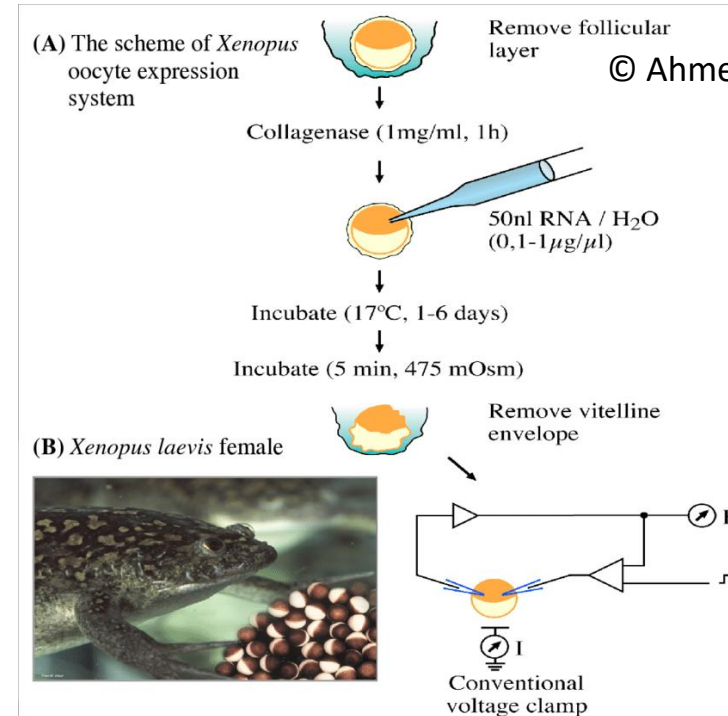 (A) The scheme of Xenopus
oocyte expression
system
Remove follicular
layer
© Ahme
Collagenase (1mg/ml, 1h)
50nl RNA / H₂O
(0,1-1µg/µl)
Incubate (17°C, 1-6 days)
Incubate (5 min, 475 mOsm)
Remove vitelline
envelope
(B) Xenopus laevis female
I
Conventional
voltage clamp